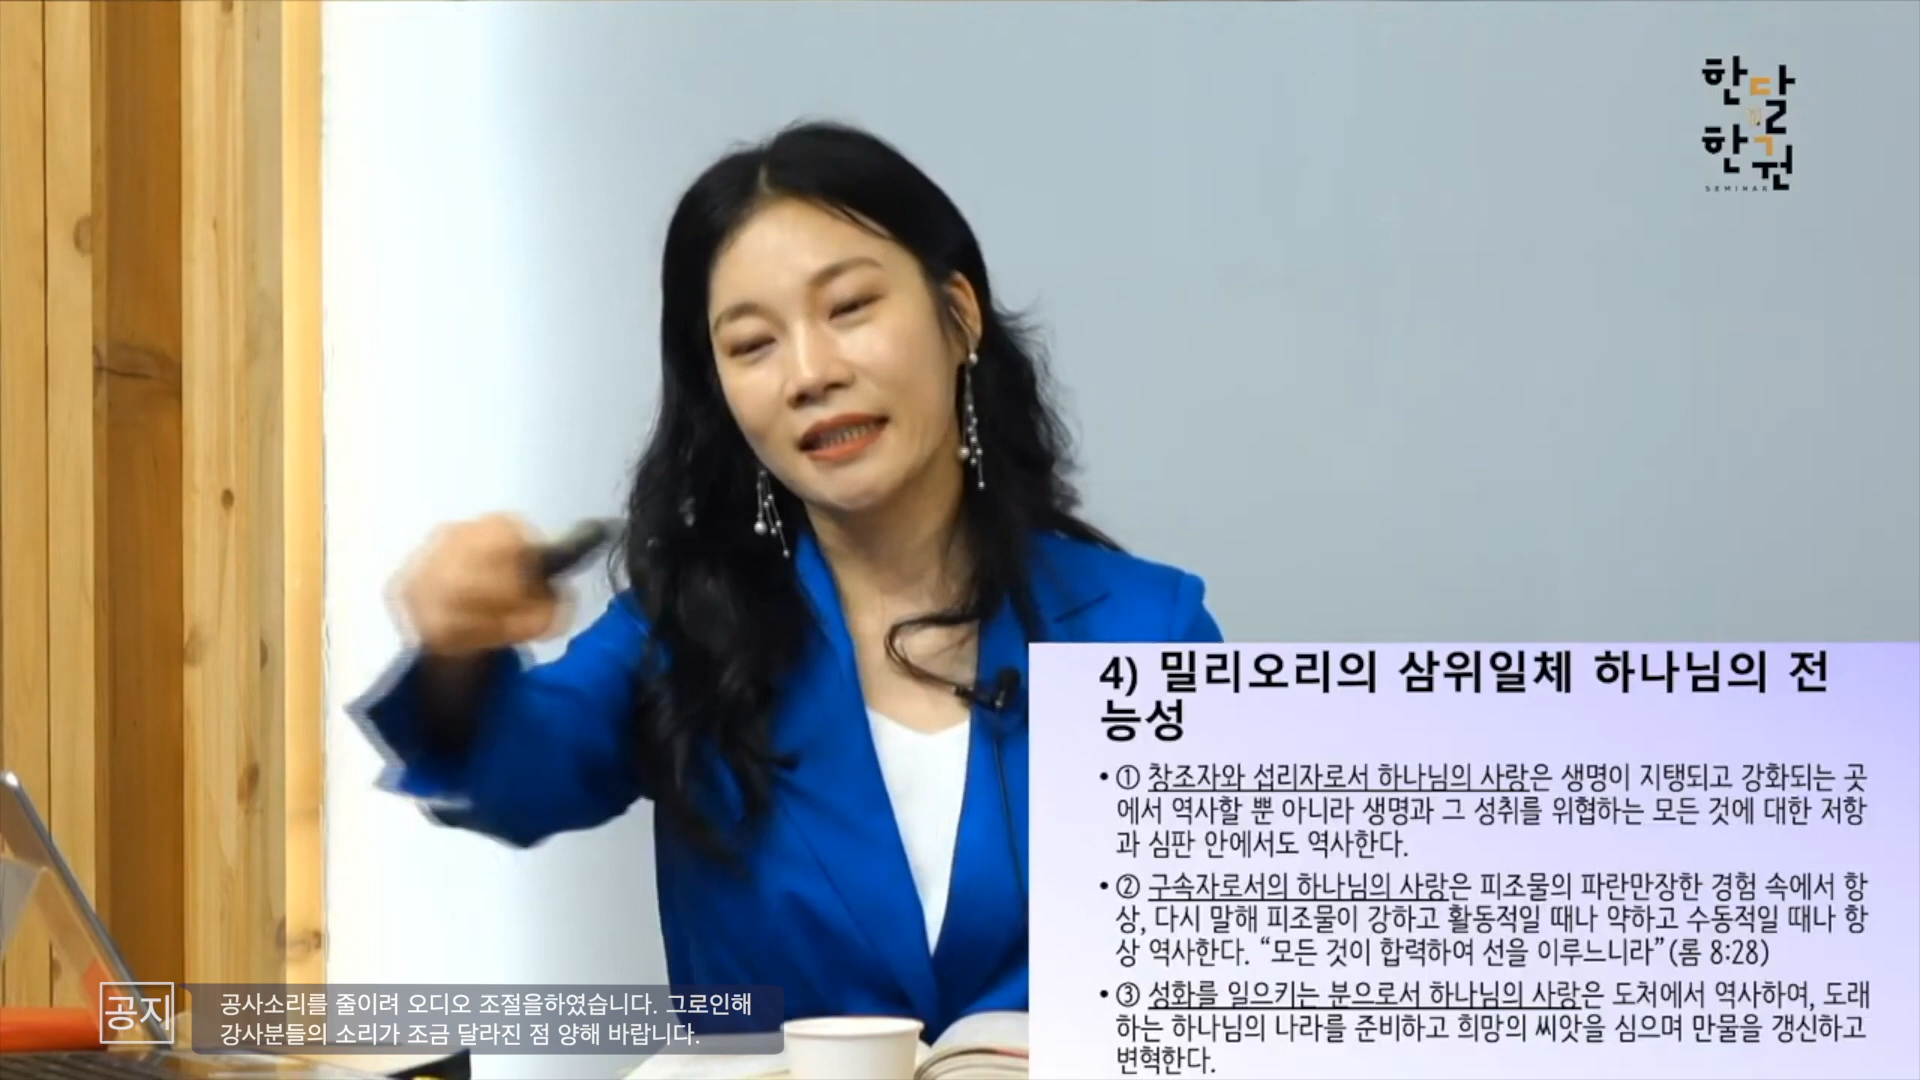 한달
한권
SEMINAR
4) 밀리오리의 삼위일체 하나님의 전
능성
• ① 창조자와 섭리자로서 하나님의 사랑은 생명이 지탱되고 강화되는 곳
에서 역사할 뿐 아니라 생명과 그 성취를 위협하는 모든 것에 대한 저항
과 심판 안에서도 역사한다.
• ② 구속자로서의 하나님의 사랑은 피조물의 파란만장한 경험 속에서 항
상, 다시 말해 피조물이 강하고 활동적일 때나 약하고 수동적일 때나 항
상 역사한다. “모든 것이 합력하여 선을 이루느니라”(롬 8:28)
• ③ 성화를 일으키는 분으로서 하나님의 사랑은 도처에서 역사하여, 도래
하는 하나님의 나라를 준비하고 희망의 씨앗을 심으며 만물을 갱신하고
변혁한다.
공지
공사소리를 줄이려 오디오 조절을하였습니다. 그로인해
강사분들의 소리가 조금 달라진 점 양해 바랍니다.